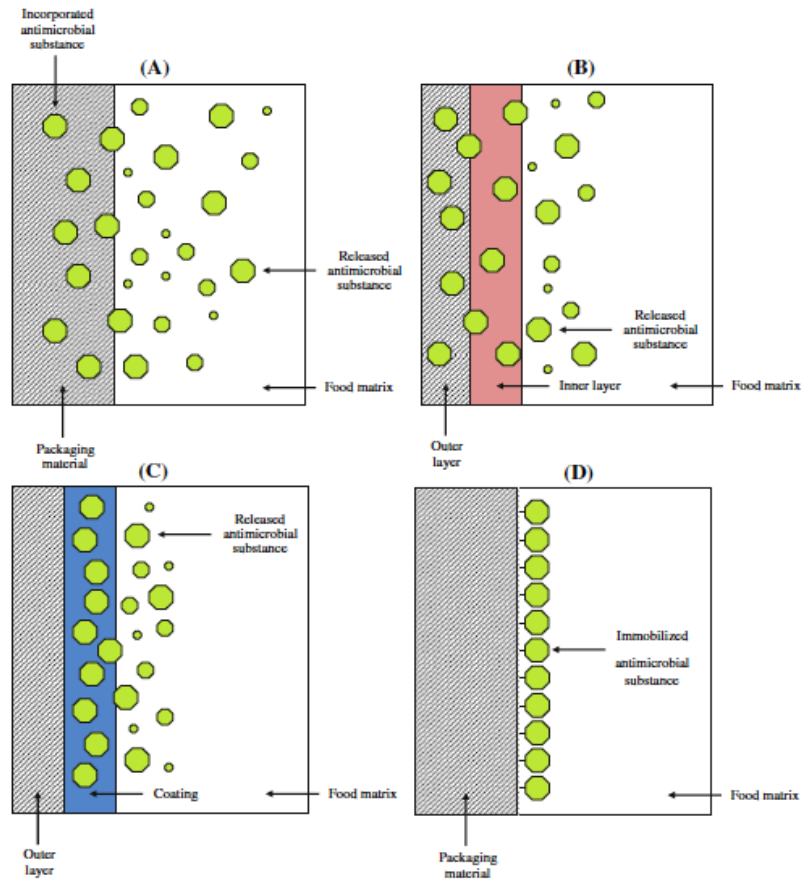 Incorporated
antimicrobial
substance
(A)
Released
antimicrobial
substance
Food matrix
Packaging
material
(B)
Released
antimicrobial
substance
Inner layer
Food matrix
Outer
layer
(C)
Released
antimicrobial
substance
Coating
Food matrix
Outer
layer
(D)
Immobilized
antimicrobial
substance
Food matrix
Packaging
material